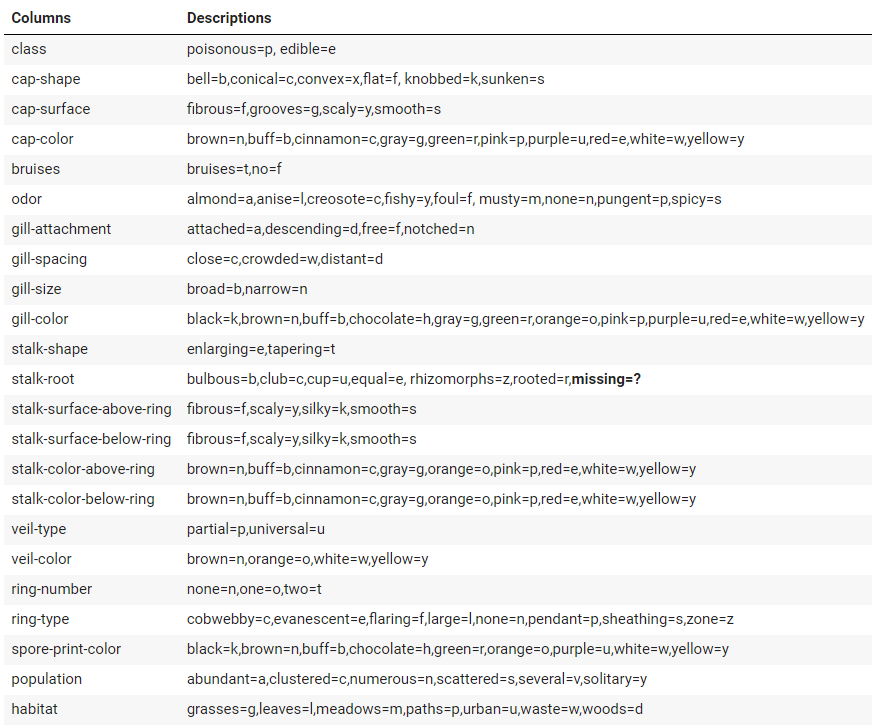 Columns Descriptions
class poisonous=p, edible=e
cap-shape bell=b,conical=c,convex=x,flat=f, knobbed=k,sunken=s
cap-surface fibrous=f,grooves=g,scaly=y,smooth=s
cap-color brown=n,buff=b,cinnamon=c,gray=g,green=r,pink=p,purple=u,red=e,white=w,yellow=y
bruises bruises=t,no=f
odor almond=a,anise=l,creosote=c,fishy=y,foul=f, musty=m,none=n,pungent=p,spicy=s
gill-attachment attached=a,descending=d,free=f,notched=n
gill-spacing close=c,crowded=w,distant=d
gill-size broad=b,narrow=n
gill-color black=k,brown=n,buff=b,chocolate=h,gray=g,green=r,orange=o,pink=p,purple=u,red=e,white=w,yellow=y
stalk-shape enlarging=e,tapering=t
stalk-root bulbous=b,club=c,cup=u,equal=e, rhizomorphs=z,rooted=r,missing=?
stalk-surface-above-ring fibrous=f,scaly=y,silky=k,smooth=s
stalk-surface-below-ring fibrous=f,scaly=y,silky=k,smooth=s
stalk-color-above-ring brown=n,buff=b,cinnamon=c,gray=g,orange=o,pink=p,red=e,white=w,yellow=y
stalk-color-below-ring brown=n,buff=b,cinnamon=c,gray=g,orange=o,pink=p,red=e,white=w,yellow=y
veil-type partial=p,universal=u
veil-color brown=n,orange=o,white=w,yellow=y
ring-number none=n,one=o,two=t
ring-type cobwebby=c,evanescent=e,flaring=f,large=l,none=n,pendant=p,sheathing=s,zone=z
spore-print-color black=k,brown=n,buff=b,chocolate=h,green=r,orange=o,purple=u,white=w,yellow=y
population abundant=a,clustered=c,numerous=n,scattered=s,several=v,solitary=y
habitat grasses=g,leaves=l,meadows=m,paths=p,urban=u,waste=w,woods=d